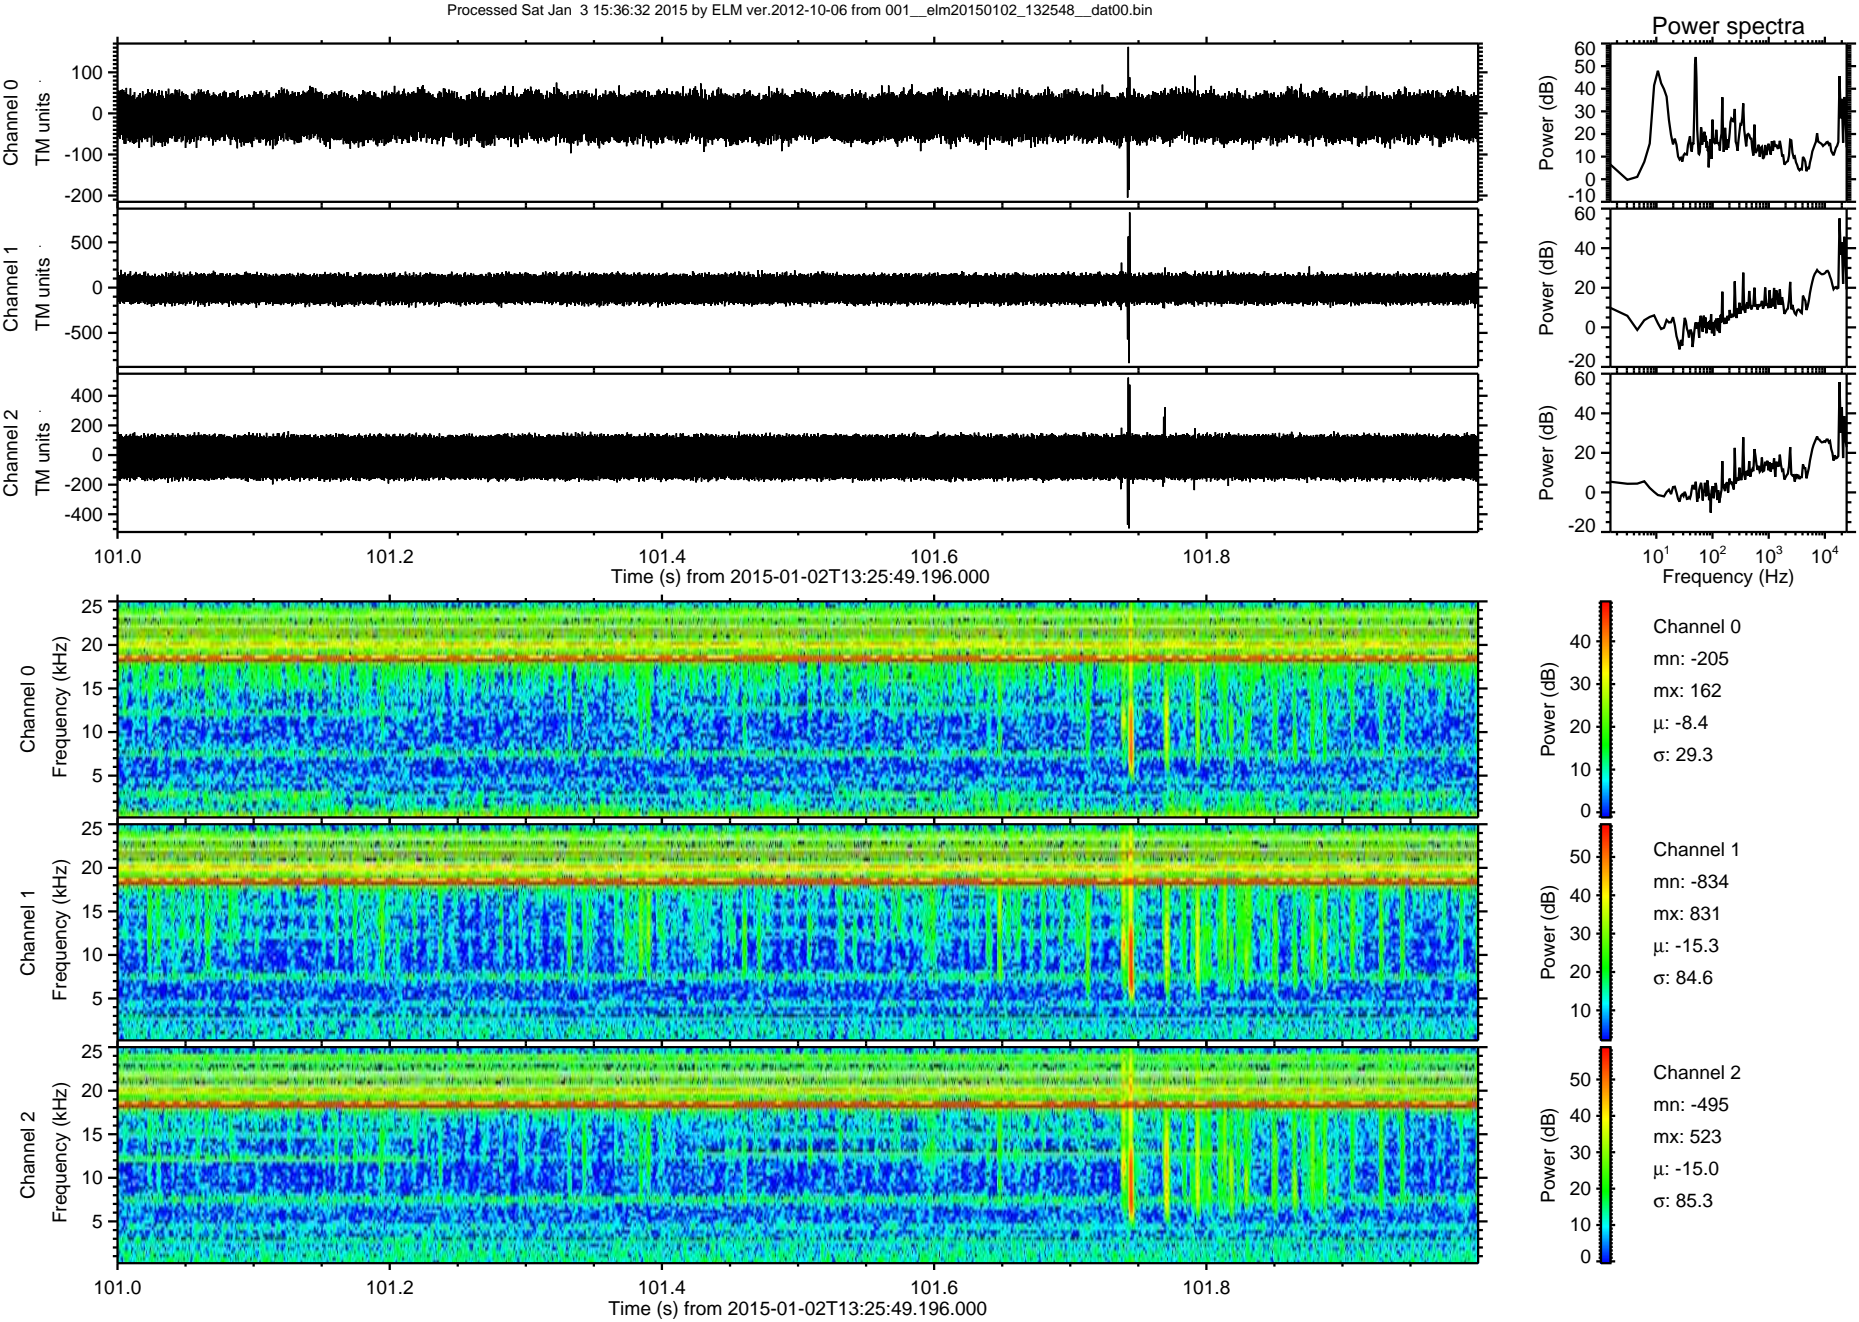 Processed Sat Jan  3 15:36:32 2015 by ELM ver.2012-10-06 from 001__elm20150102_132548__dat00.bin
Power spectra
Channel 0
TM units
100
0
-100
-200
Power (dB)
60
50
40
30
20
10
0
-10
Channel 1
TM units
500
0
-500
Power (dB)
60
40
20
0
-20
Channel 2
TM units
400
200
0
-200
-400
Power (dB)
60
40
20
0
-20
101.0
101.2
101.4
101.6
101.8
Time (s) from 2015-01-02T13:25:49.196.000
10¹
10²
10³
10⁴
Frequency (Hz)
Channel 0
Frequency (kHz)
25
20
15
10
5
Power (dB)
40
30
20
10
0
Channel 0
mn: -205
mx: 162
μ: -8.4
σ: 29.3
Channel 1
Frequency (kHz)
25
20
15
10
5
Power (dB)
50
40
30
20
10
Channel 1
mn: -834
mx: 831
μ: -15.3
σ: 84.6
Channel 2
Frequency (kHz)
25
20
15
10
5
Power (dB)
50
40
30
20
10
0
Channel 2
mn: -495
mx: 523
μ: -15.0
σ: 85.3
101.0
101.2
101.4
101.6
101.8
Time (s) from 2015-01-02T13:25:49.196.000